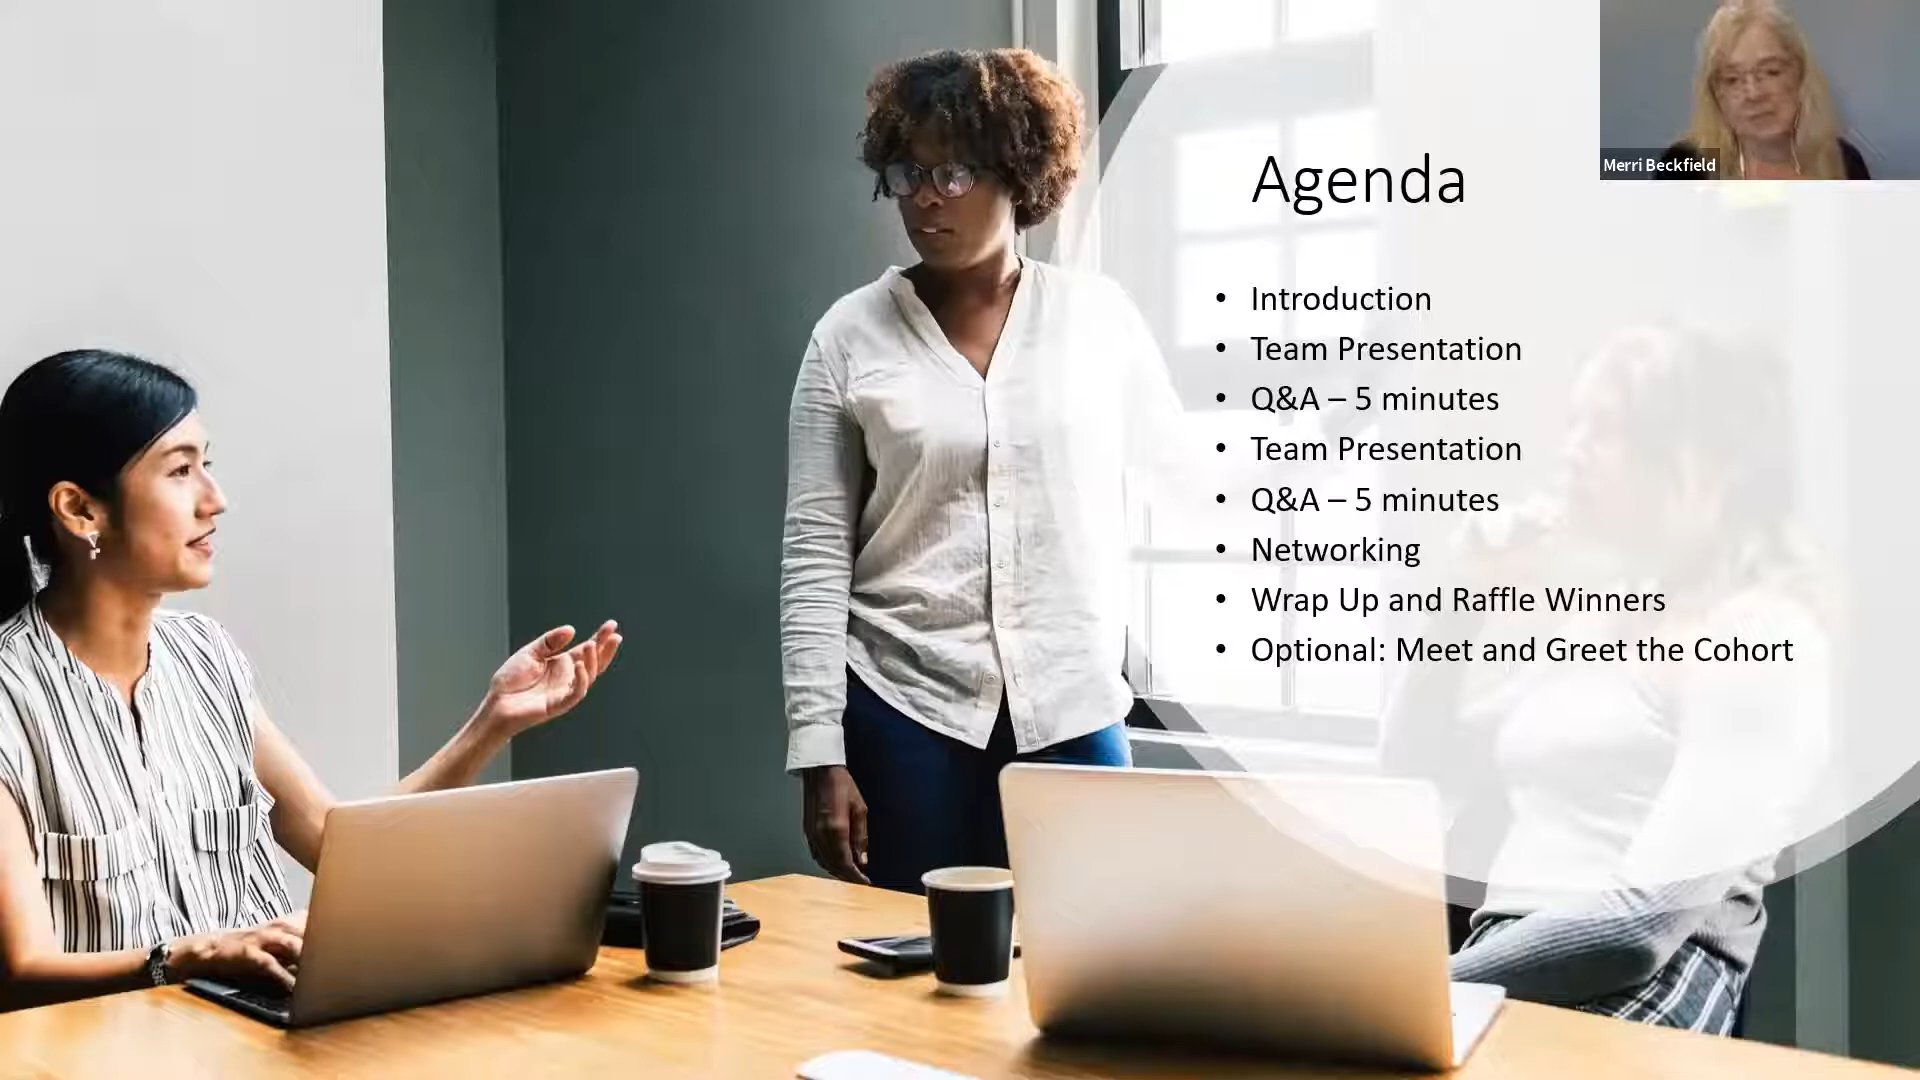 Merri Beckfield
Agenda
• Introduction
• Team Presentation
• Q&A – 5 minutes
• Team Presentation
• Q&A – 5 minutes
• Networking
• Wrap Up and Raffle Winners
• Optional: Meet and Greet the Cohort